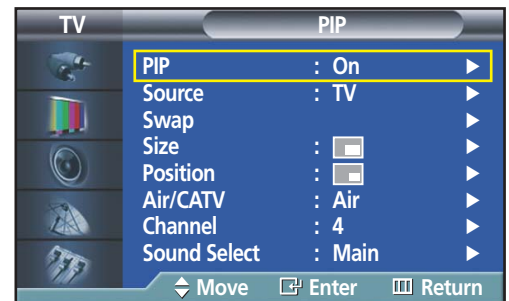 TV PIP
PIP : On
Source : TV
Swap
Size :
Position :
Air/CATV : Air
Channel : 4
Sound Select : Main
Move Enter Return